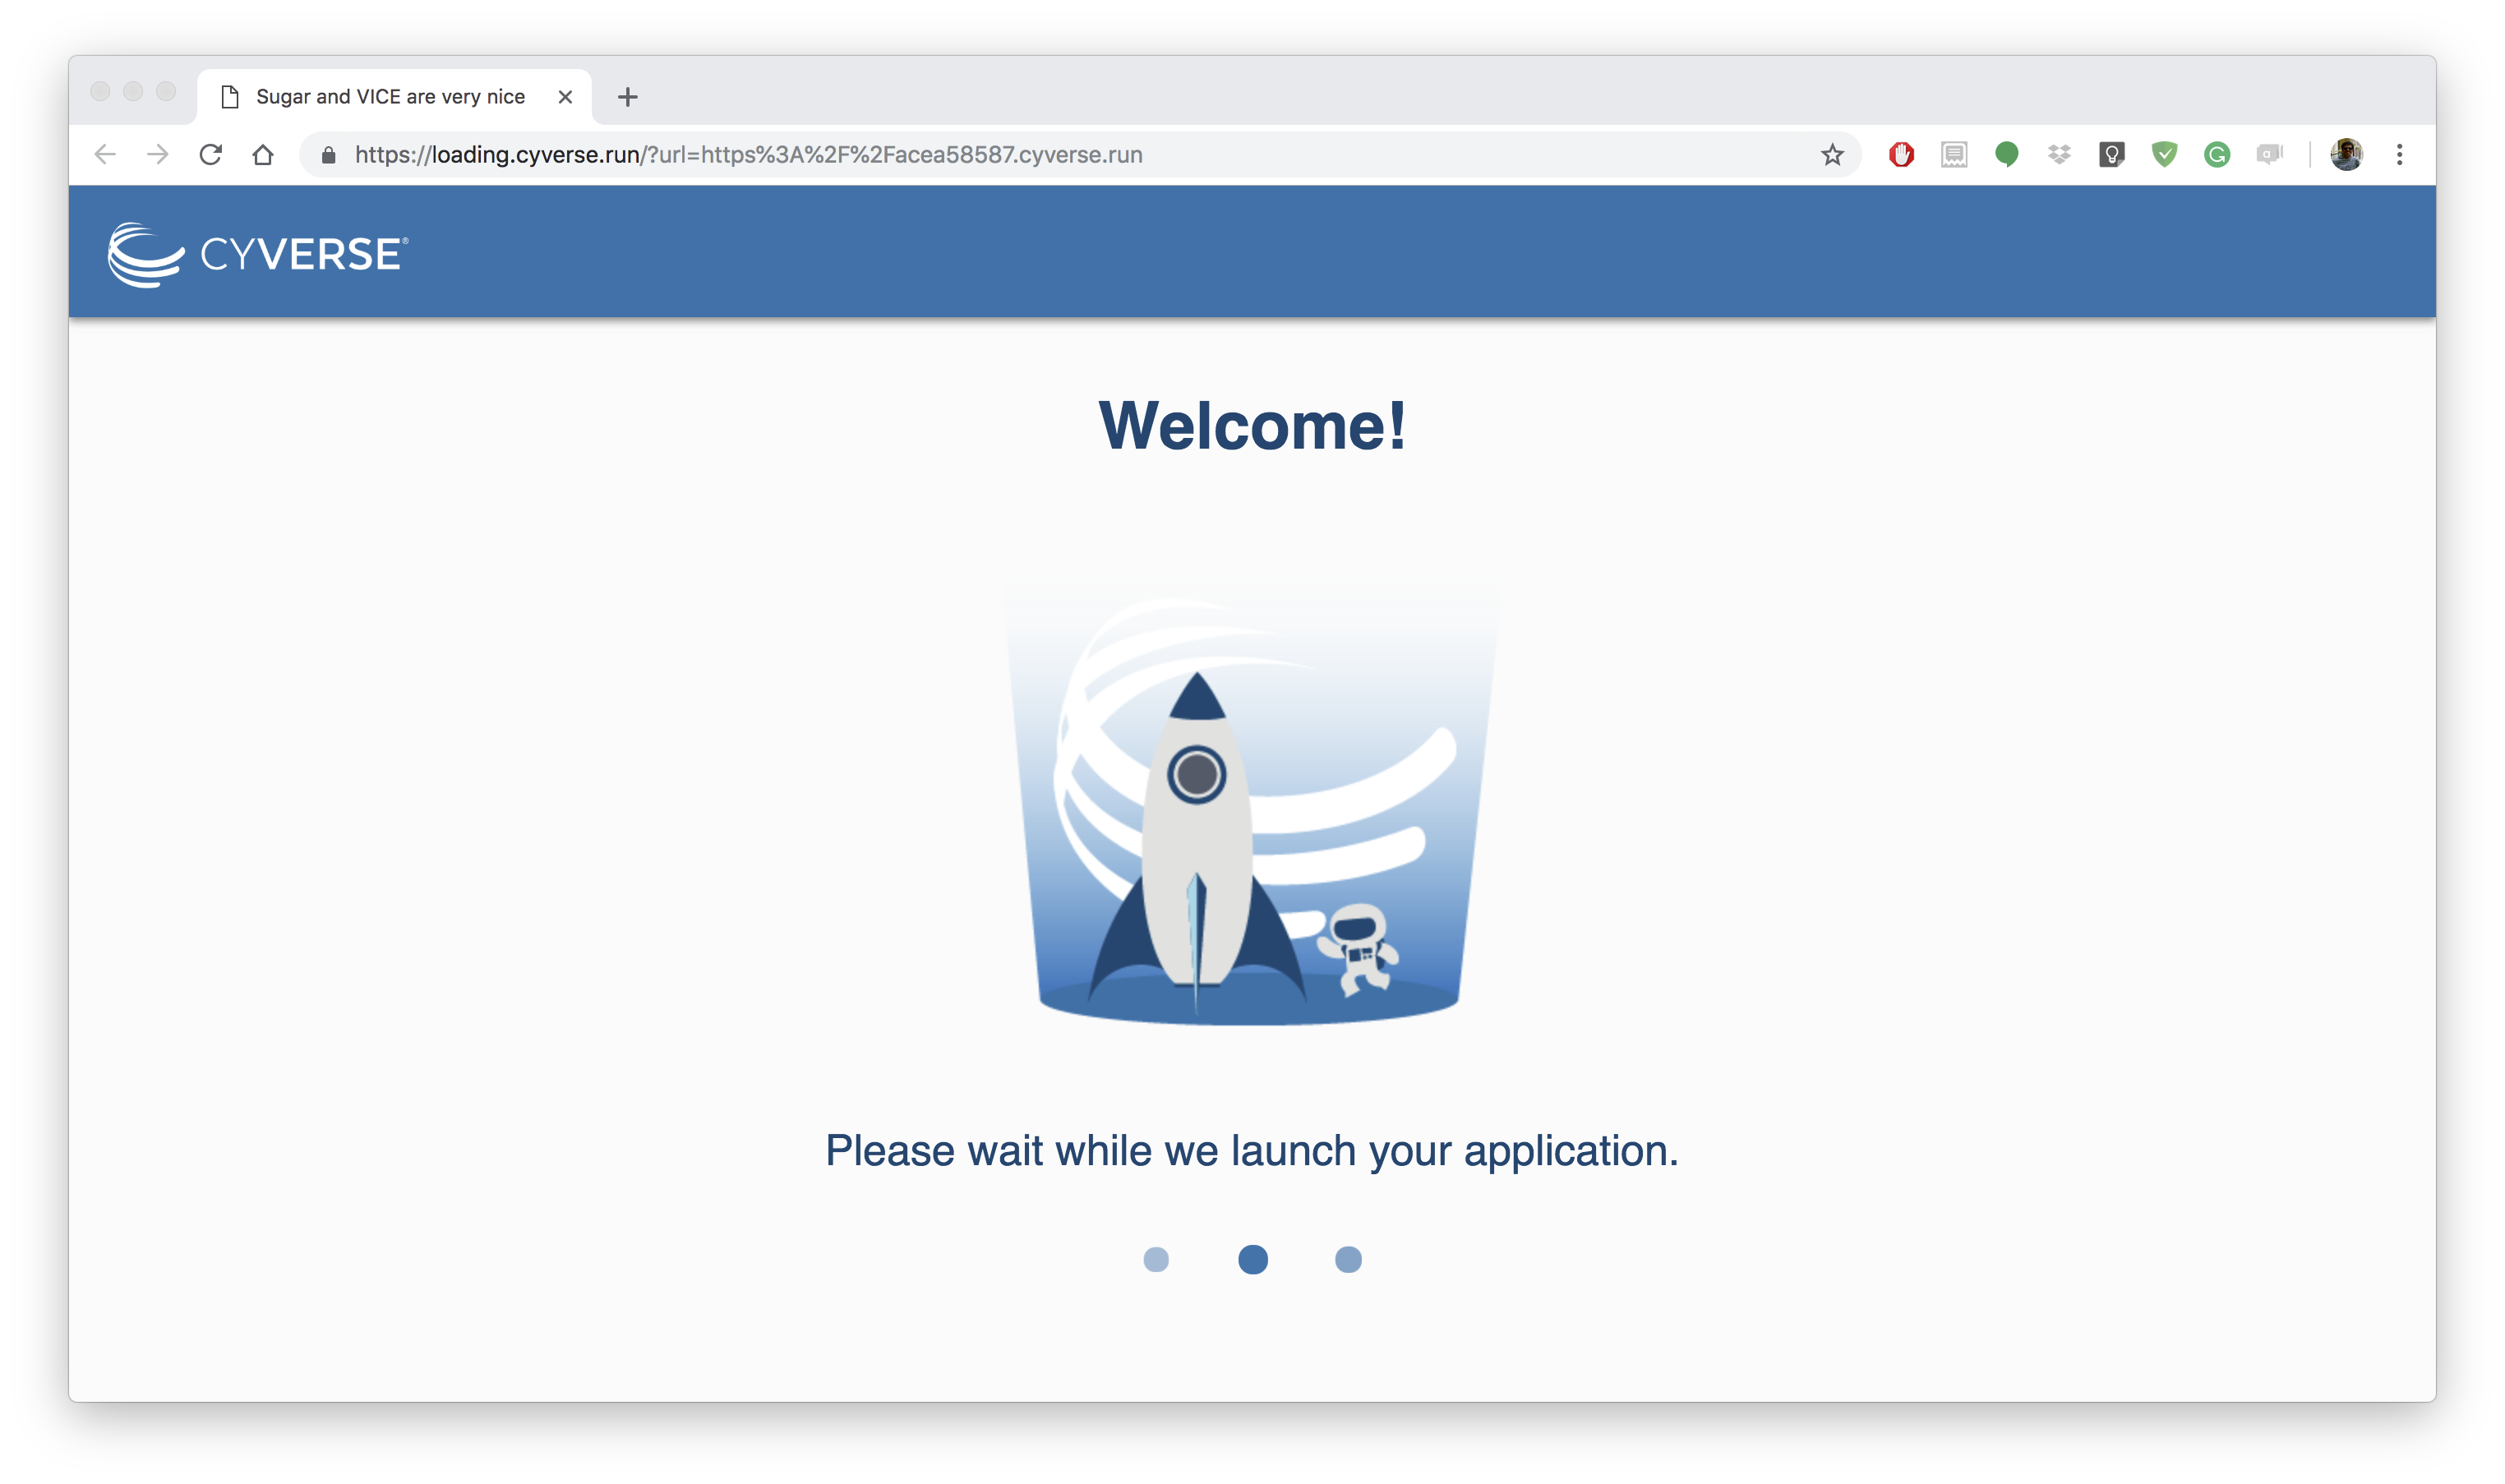 Sugar and VICE are very nice
https://loading.cyverse.run/?url=https%3A%2F%2Facea58587.cyverse.run
CYVERSE®
Welcome!
Please wait while we launch your application.